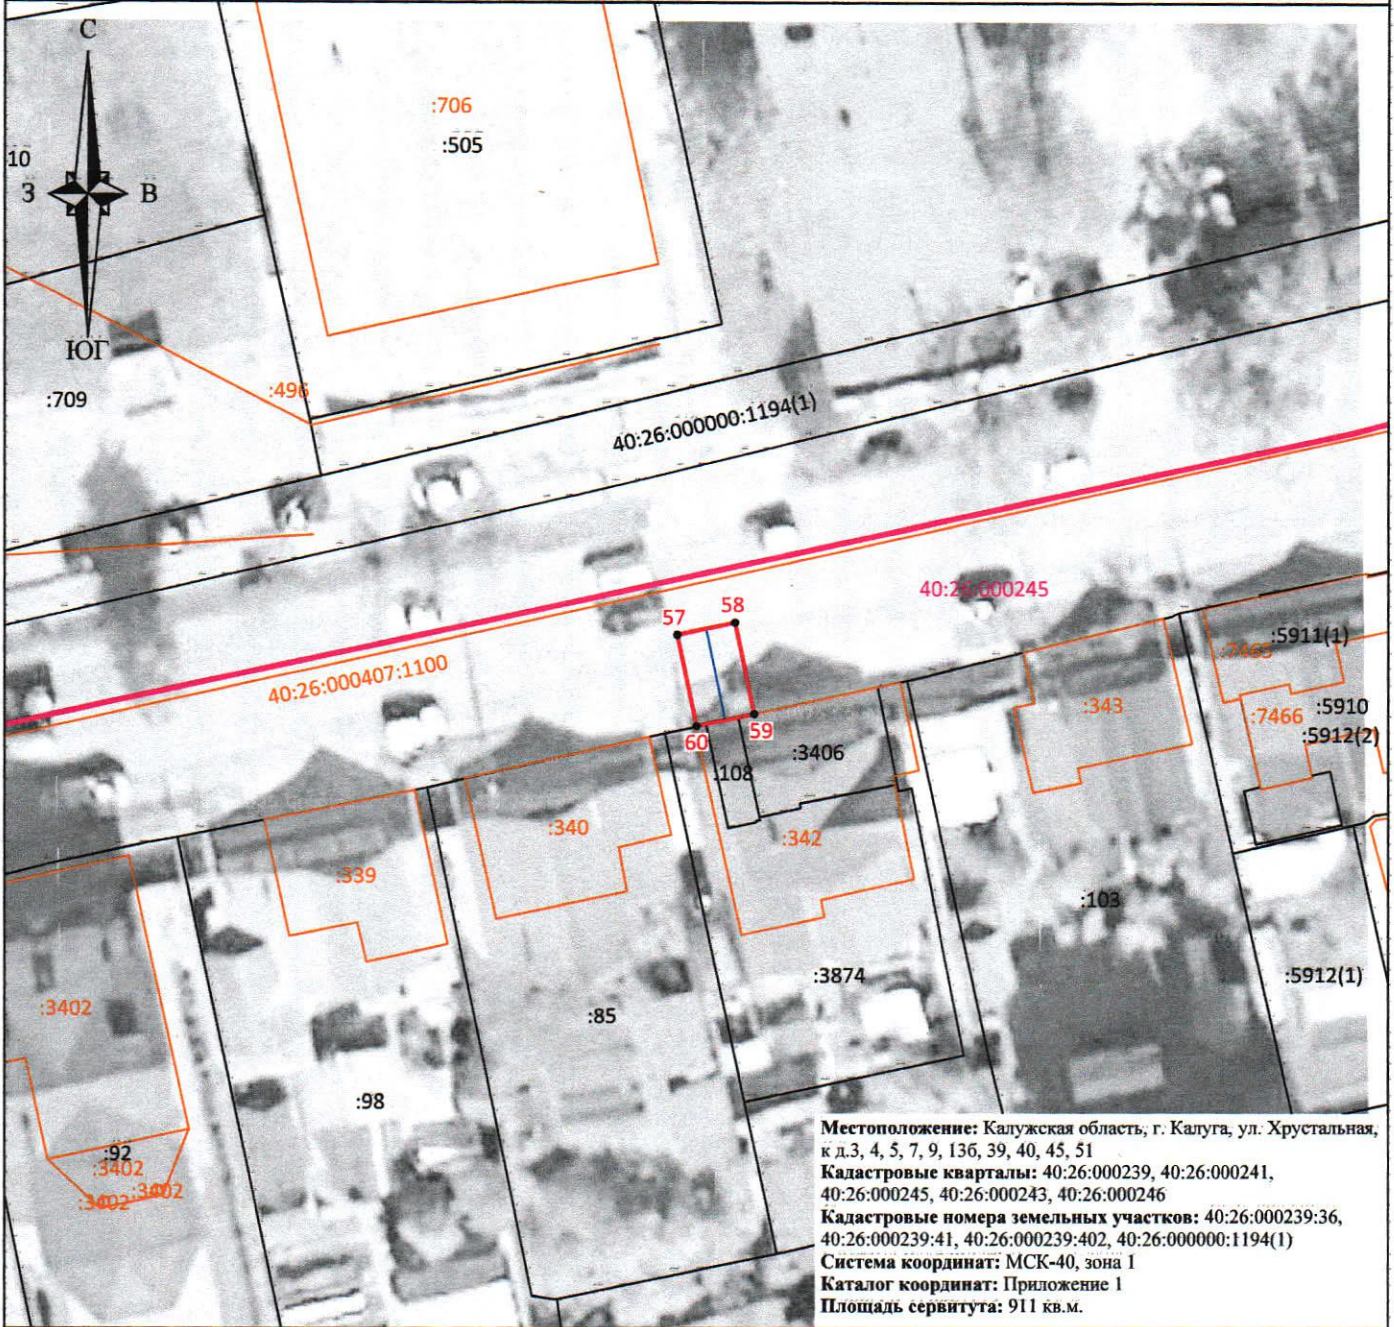 С
:706
:505
10
З
В
ЮГ
:709
:496
40:26:000000:1194(1)
40:26:000245
57
58
:5911(1)
:7465
40:26:000407:1100
:343
:5910
:7466
:5912(2)
59
60
:3406
:108
:340
:342
:339
:103
:3874
:5912(1)
:3402
:85
:98
:92
:3402
:3402
:3402
Местоположение: Калужская область, г. Калуга, ул. Хрустальная,
к д.3, 4, 5, 7, 9, 13б, 39, 40, 45, 51
Кадастровые кварталы: 40:26:000239, 40:26:000241,
40:26:000245, 40:26:000243, 40:26:000246
Кадастровые номера земельных участков: 40:26:000239:36,
40:26:000239:41, 40:26:000239:402, 40:26:000000:1194(1)
Система координат: МСК-40, зона 1
Каталог координат: Приложение 1
Площадь сервитута: 911 кв.м.